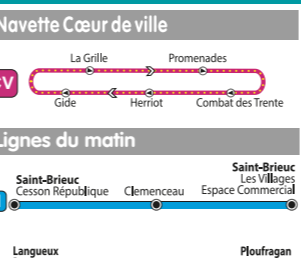 Navette Cœur de ville
La Grille
Promenades
CV
Gide
Herriot
Combat des Trente
Lignes du matin
Saint-Brieuc
Cesson République
Clemenceau
Saint-Brieuc
Les Villages
Espace Commercial
Langueux
Ploufragan